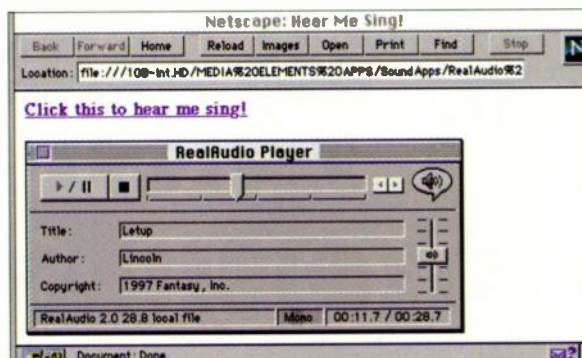 Netscape: Hear Me Sing!
Back Forward Home Reload Images Open Print Find Stop N
Location: file:///1GB-Int.HD/MEDIA%20ELEMENTS%20APPS/SoundApps/RealAudio%2
Click this to hear me sing!
RealAudio Player
Title: Letup
Author: Lincoln
Copyright: 1997 Fantasy, Inc.
RealAudio 2.0 28.8 local file Mono 00:11.7 / 00:28.7
Document: Done
?